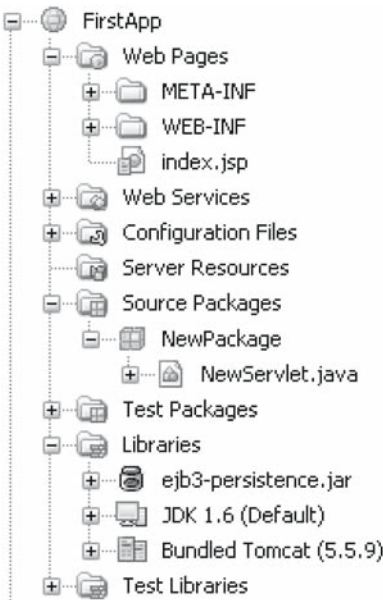 FirstApp
Web Pages
META-INF
WEB-INF
index.jsp
Web Services
Configuration Files
Server Resources
Source Packages
NewPackage
NewServlet.java
Test Packages
Libraries
ejb3-persistence.jar
JDK 1.6 (Default)
Bundled Tomcat (5.5.9)
Test Libraries